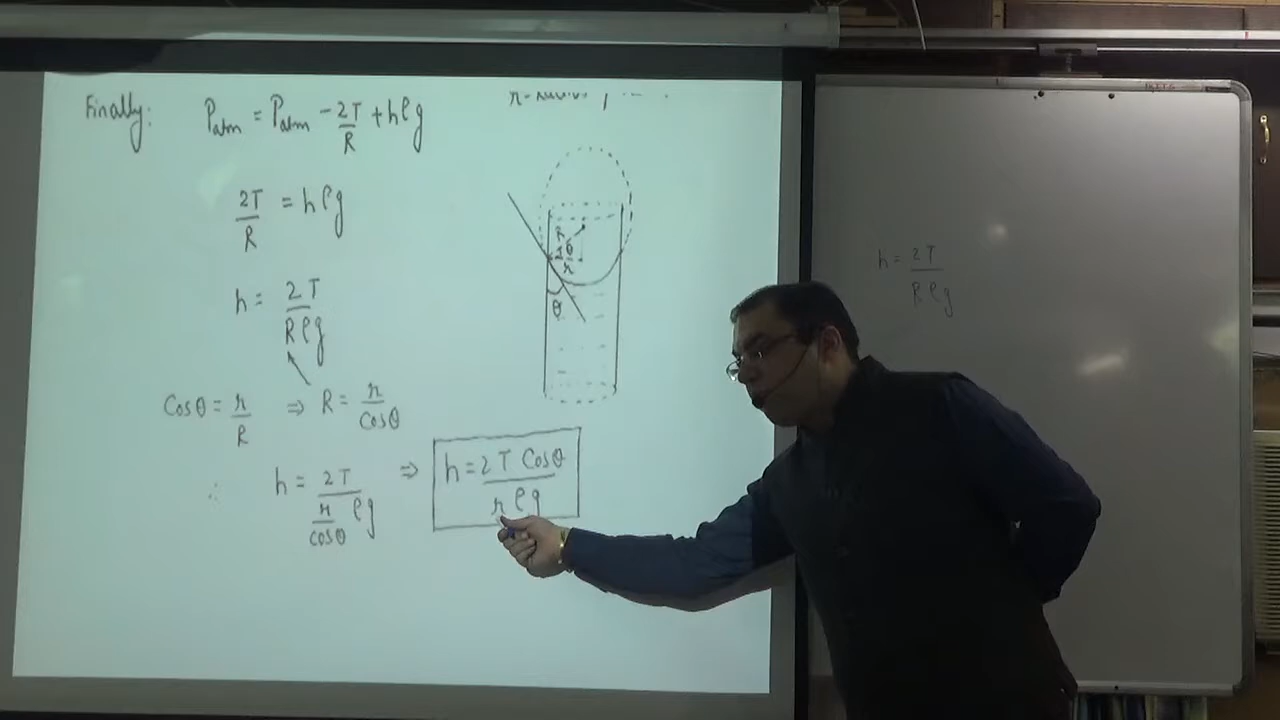 Finally: Patm = Patm - 2T/R + hρg
2T/R = hρg
h = 2T/Rρg
Cosθ = r/R ⇒ R = r/cosθ
∴ h = 2T/(r/cosθ)ρg ⇒ h = 2T Cosθ/rρg
R
θ
r
θ
h = 2T/Rρg